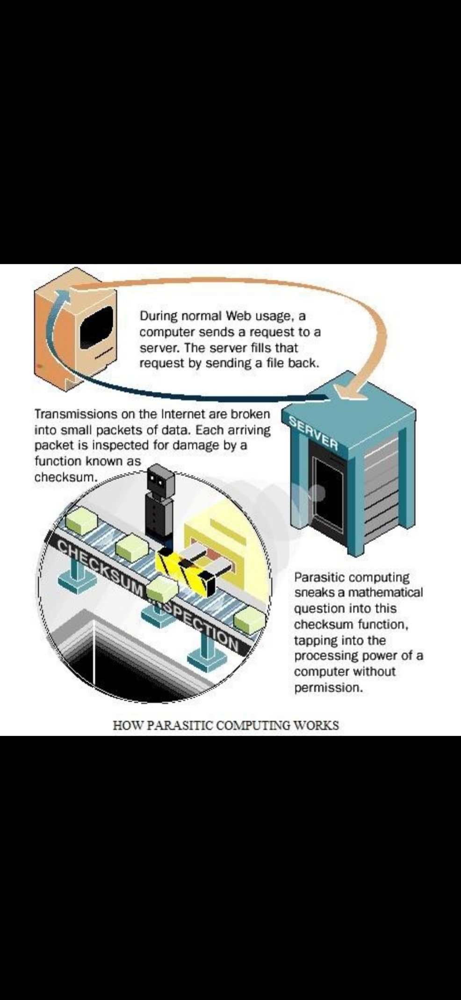 During normal Web usage, a
computer sends a request to a
server. The server fills that
request by sending a file back.
Transmissions on the Internet are broken
into small packets of data. Each arriving
packet is inspected for damage by a
function known as
checksum.
SERVER
CHECKSUM INSPECTION
Parasitic computing
sneaks a mathematical
question into this
checksum function,
tapping into the
processing power of a
computer without
permission.
HOW PARASITIC COMPUTING WORKS